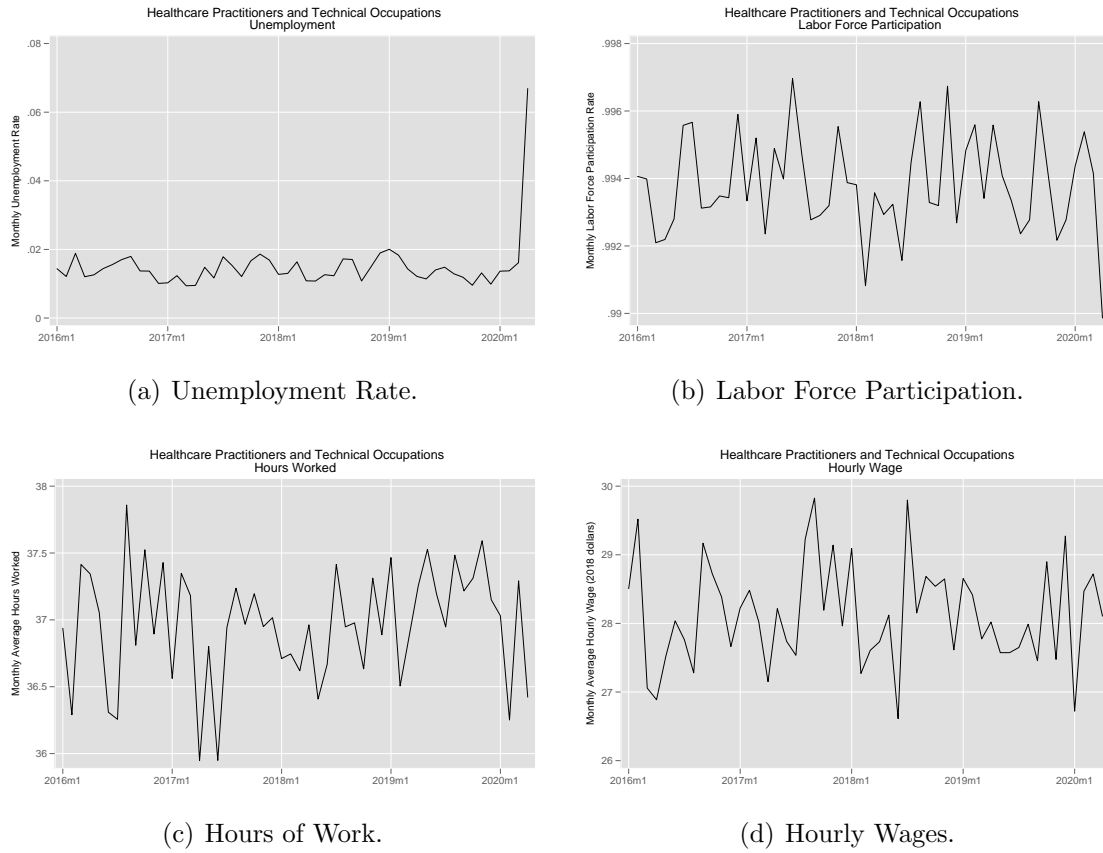 Healthcare Practitioners and Technical Occupations
Unemployment
Monthly Unemployment Rate
.08
.06
.04
.02
0
2016m1 2017m1 2018m1 2019m1 2020m1
(a) Unemployment Rate.
Healthcare Practitioners and Technical Occupations
Labor Force Participation
Monthly Labor Force Participation Rate
.998
.996
.994
.992
.99
2016m1 2017m1 2018m1 2019m1 2020m1
(b) Labor Force Participation.
Healthcare Practitioners and Technical Occupations
Hours Worked
Monthly Average Hours Worked
38
37.5
37
36.5
36
2016m1 2017m1 2018m1 2019m1 2020m1
(c) Hours of Work.
Healthcare Practitioners and Technical Occupations
Hourly Wage
Monthly Average Hourly Wage (2018 dollars)
30
29
28
27
26
2016m1 2017m1 2018m1 2019m1 2020m1
(d) Hourly Wages.